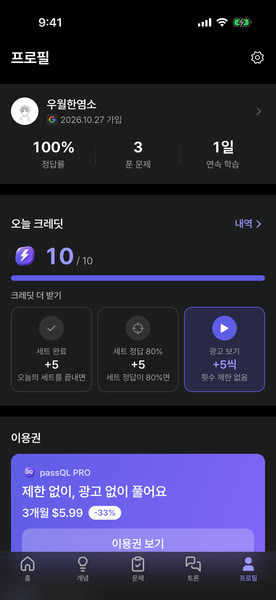 9:41
프로필
우월한염소
2026.10.27 가입
100%
정답률
3
푼 문제
1일
연속 학습
오늘 크레딧
내역
10 / 10
크레딧 더 받기
세트 완료
+5
오늘의 세트를 끝내면
세트 정답 80%
+5
세트 정답이 80%면
광고 보기
+5씩
횟수 제한 없음
이용권
passQL PRO
제한 없이, 광고 없이 풀어요
3개월 $5.99 -33%
이용권 보기
홈
개념
문제
토론
프로필